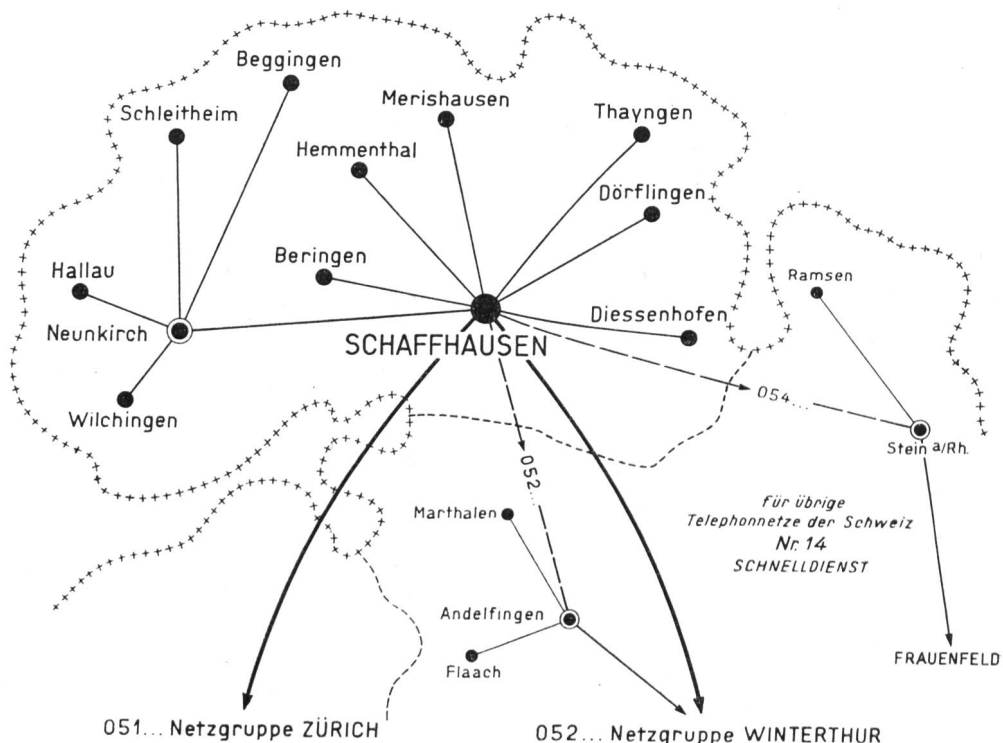 Beggingen
Schleitheim
Merishausen
Thayngen
Hemmenthal
Dörflingen
Beringen
Hallau
Ramsen
Neunkirch
Diessenhofen
SCHAFFHAUSEN
Wilchingen
054...
Stein a/Rh.
052...
Marthalen
für übrige
Telephonnetze der Schweiz
Nr. 14
SCHNELLDIENST
Andelfingen
Flaach
FRAUENFELD
051... Netzgruppe ZÜRICH
052... Netzgruppe WINTERTHUR